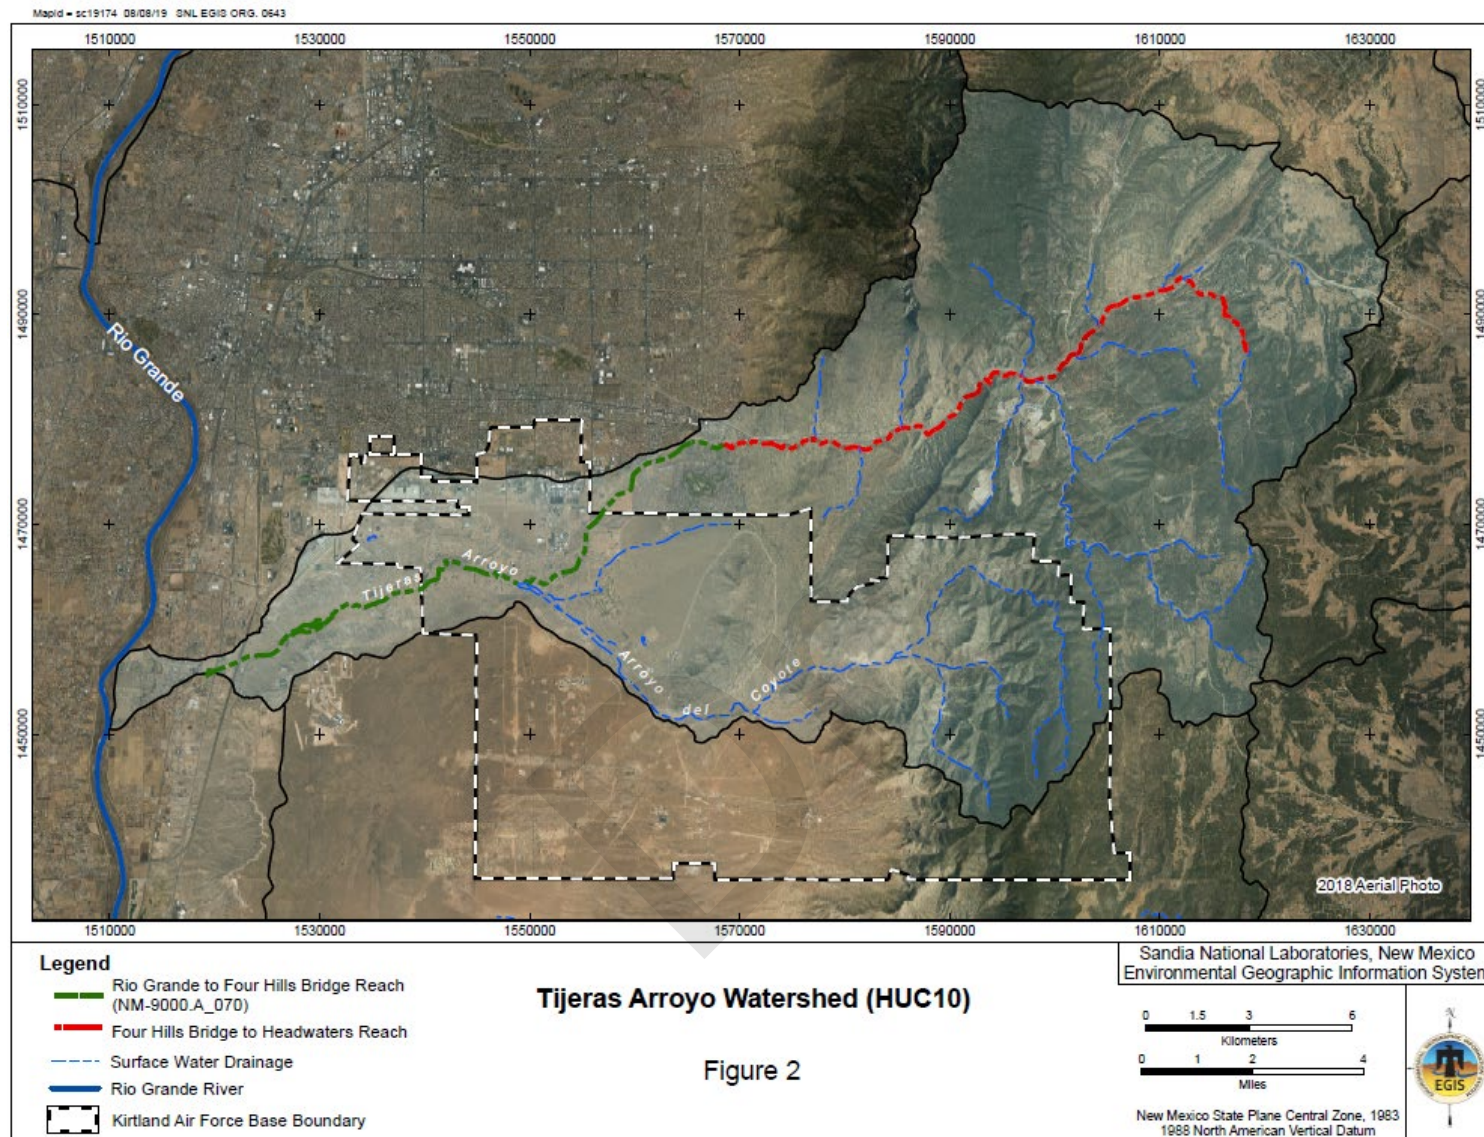 MapId = sc19174 08/08/19 SNL EGIS ORG. 0643
1510000 1530000 1550000 1570000 1590000 1610000 1630000
1510000 1510000
1490000 1490000
1470000 1470000
1450000 1450000
Rio Grande
Tijeras Arroyo
Arroyo del Coyote
2018 Aerial Photo
1510000 1530000 1550000 1570000 1590000 1610000 1630000
Legend
Rio Grande to Four Hills Bridge Reach
(NM-9000.A_070)
Four Hills Bridge to Headwaters Reach
Surface Water Drainage
Rio Grande River
Kirtland Air Force Base Boundary
Tijeras Arroyo Watershed (HUC10)
Figure 2
Sandia National Laboratories, New Mexico
Environmental Geographic Information System
0 1.5 3 6
Kilometers
0 1 2 4
Miles
New Mexico State Plane Central Zone, 1983
1988 North American Vertical Datum
N
EGIS